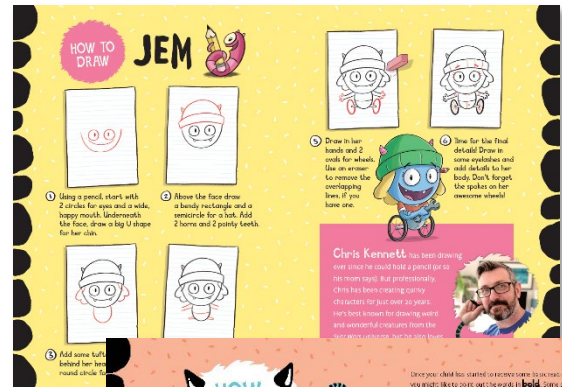 HOW TO
DRAW
JEM
1 Using a pencil, start with
2 circles for eyes and a wide,
happy mouth. Underneath
the face, draw a big U shape
for her chin.
2 Above the face draw
a bendy rectangle and a
semicircle for a hat. Add
2 horns and 2 pointy teeth.
3 Add some tuft
behind her hea
round circle fo
5 Draw in her
hands and 2
ovals for wheels.
Use an eraser
to remove the
overlapping
lines, if you
have one.
6 Time for the final
details! Draw in
some eyelashes and
add details to her
body. Don't forget
the spokes on her
awesome wheels!
Chris Kennett has been drawing
ever since he could hold a pencil (or so
his mom says). But professionally,
Chris has been creating quirky
characters for just over 20 years.
He's best known for drawing weird
and wonderful creatures from the
HOW
Once your child has started to receive some basic read
you might like to point out the words in bold. Some